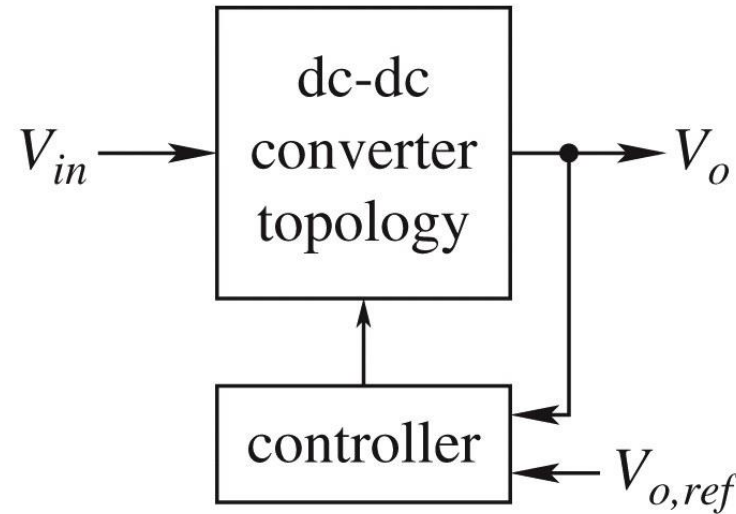 dc-dc
converter
topology
V_in
V_o
controller
V_o,ref